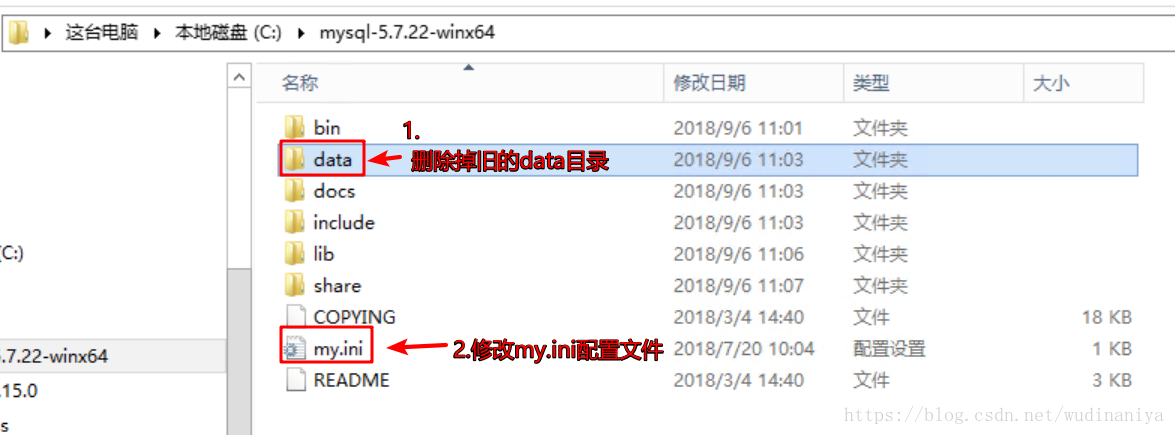 这台电脑 本地磁盘 (C:) mysql-5.7.22-winx64
名称 修改日期 类型 大小
bin 2018/9/6 11:01 文件夹
1.
data 2018/9/6 11:03 文件夹
删除掉旧的data目录
docs 2018/9/6 11:03 文件夹
include 2018/9/6 11:03 文件夹
(C:)
lib 2018/9/6 11:06 文件夹
share 2018/9/6 11:07 文件夹
COPYING 2018/3/4 14:40 文件 18 KB
my.ini 2018/7/20 10:04 配置设置 1 KB
2.修改my.ini配置文件
.7.22-winx64
README 2018/3/4 14:40 文件 3 KB
.15.0
https://blog.csdn.net/wudinaniya
s